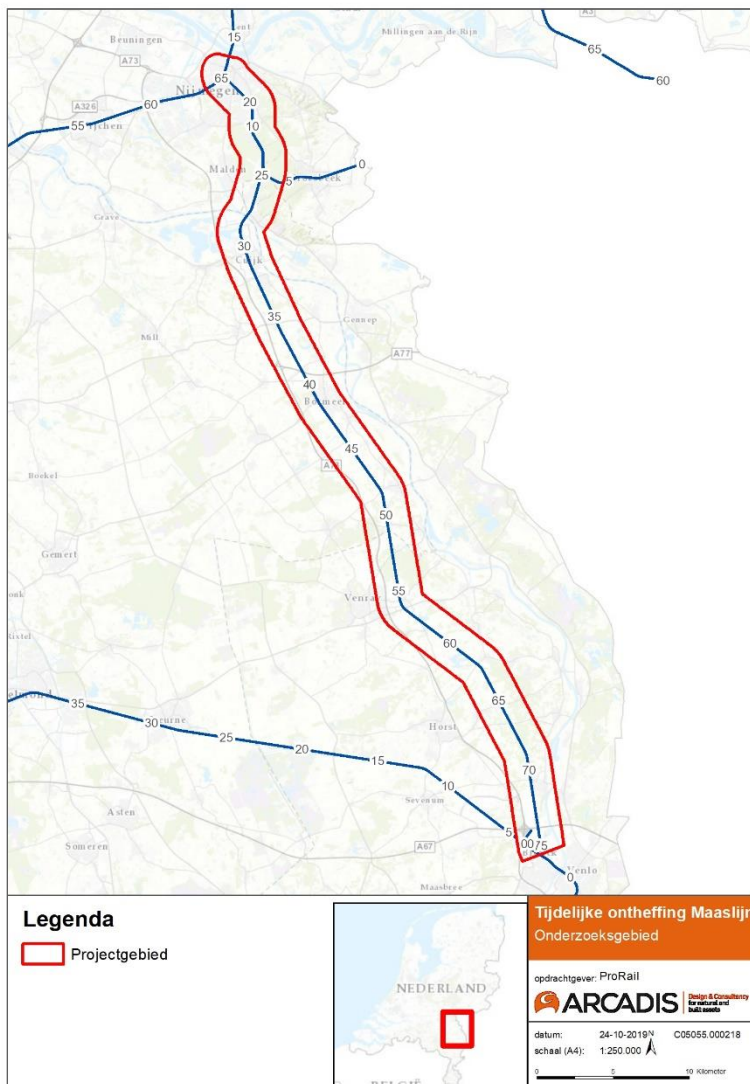 Beuningen
Millingen aan de Rijn
15
65
A73
60
65
Nijmegen
20
A326
60
55
10
Malden
0
25
5
Grave
30
Cuijk
35
Gennep
Mill
A77
40
45
Boekel
50
Gemert
55
Venray
60
35
65
30
25
Horst
20
15
70
10
Sevenum
Asten
5
00
75
A67
Someren
Venlo
0
Maasbree
Legenda
Projectgebied
NEDERLAND
BELGIË
Tijdelijke ontheffing Maaslijn
Onderzoeksgebied
opdrachtgever: ProRail
ARCADIS Design & Consultancy
for natural and
built assets
datum: 24-10-2019 N C05055.000218
schaal (A4): 1:250.000
0 5 10 Kilometer